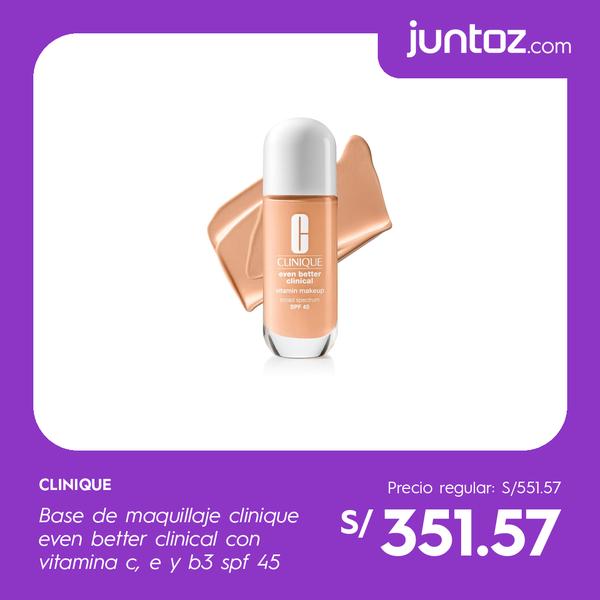 juntoz.com
C
CLINIQUE
even better
clinical
vitamin makeup
broad spectrum
SPF 45
CLINIQUE
Base de maquillaje clinique
even better clinical con
vitamina c, e y b3 spf 45
Precio regular: S/551.57
S/ 351.57